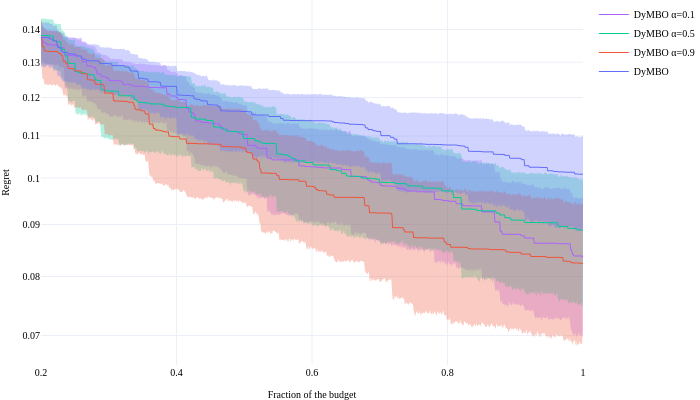 DyMBO α=0.1
DyMBO α=0.5
DyMBO α=0.9
DyMBO
0.14
0.13
0.12
0.11
0.1
0.09
0.08
0.07
Regret
0.2
0.4
0.6
0.8
1
Fraction of the budget